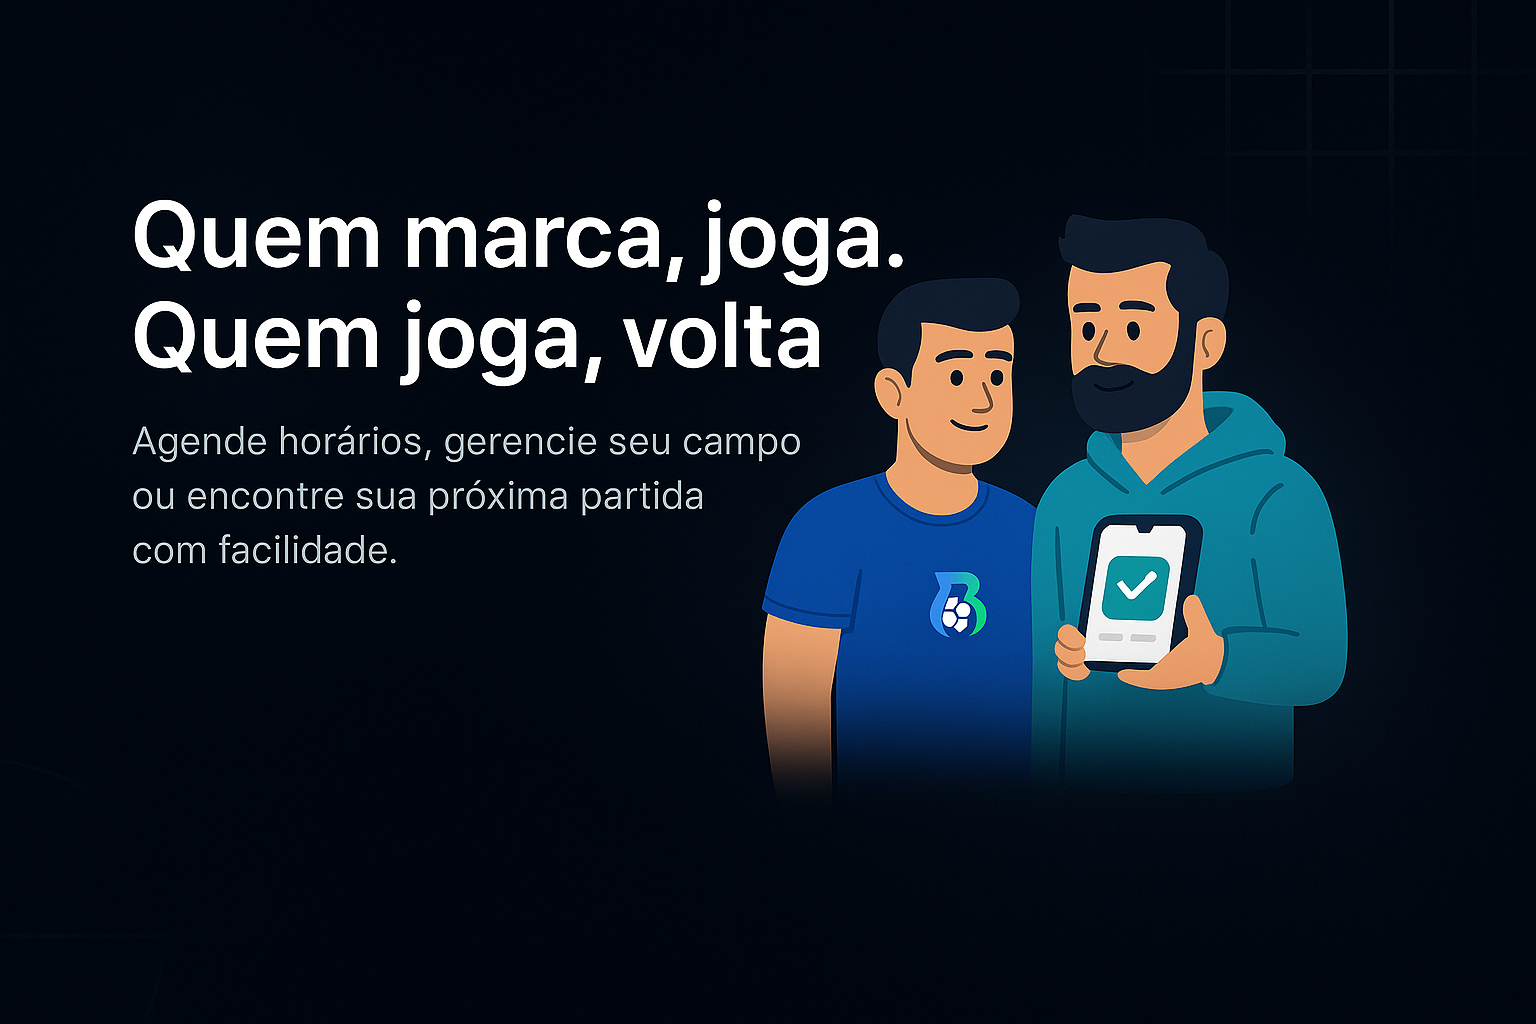 Quem marca, joga.
Quem joga, volta
Agende horários, gerencie seu campo
ou encontre sua próxima partida
com facilidade.